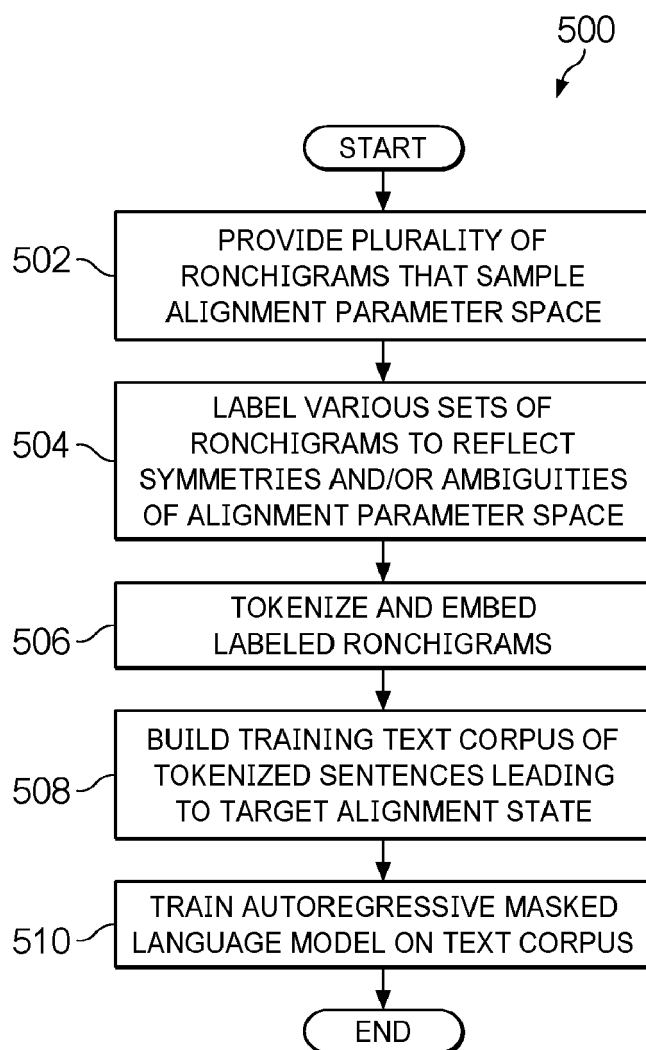 500
START
502
PROVIDE PLURALITY OF
RONCHIGRAMS THAT SAMPLE
ALIGNMENT PARAMETER SPACE
504
LABEL VARIOUS SETS OF
RONCHIGRAMS TO REFLECT
SYMMETRIES AND/OR AMBIGUITIES
OF ALIGNMENT PARAMETER SPACE
506
TOKENIZE AND EMBED
LABELED RONCHIGRAMS
508
BUILD TRAINING TEXT CORPUS OF
TOKENIZED SENTENCES LEADING
TO TARGET ALIGNMENT STATE
510
TRAIN AUTOREGRESSIVE MASKED
LANGUAGE MODEL ON TEXT CORPUS
END